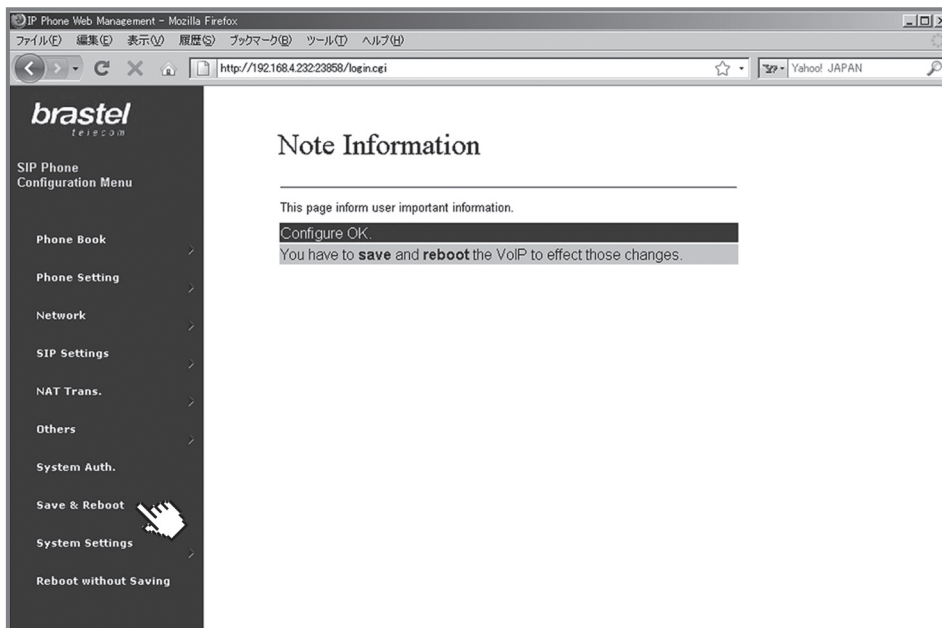 IP Phone Web Management - Mozilla Firefox
ファイル(F) 編集(E) 表示(V) 履歴(S) ブックマーク(B) ツール(T) ヘルプ(H)
http://192.168.4.232:23858/login.cgi
Yahoo! JAPAN
brastel
telecom
SIP Phone
Configuration Menu
Phone Book
Phone Setting
Network
SIP Settings
NAT Trans.
Others
System Auth.
Save & Reboot
System Settings
Reboot without Saving
Note Information
This page inform user important information.
Configure OK.
You have to save and reboot the VoIP to effect those changes.